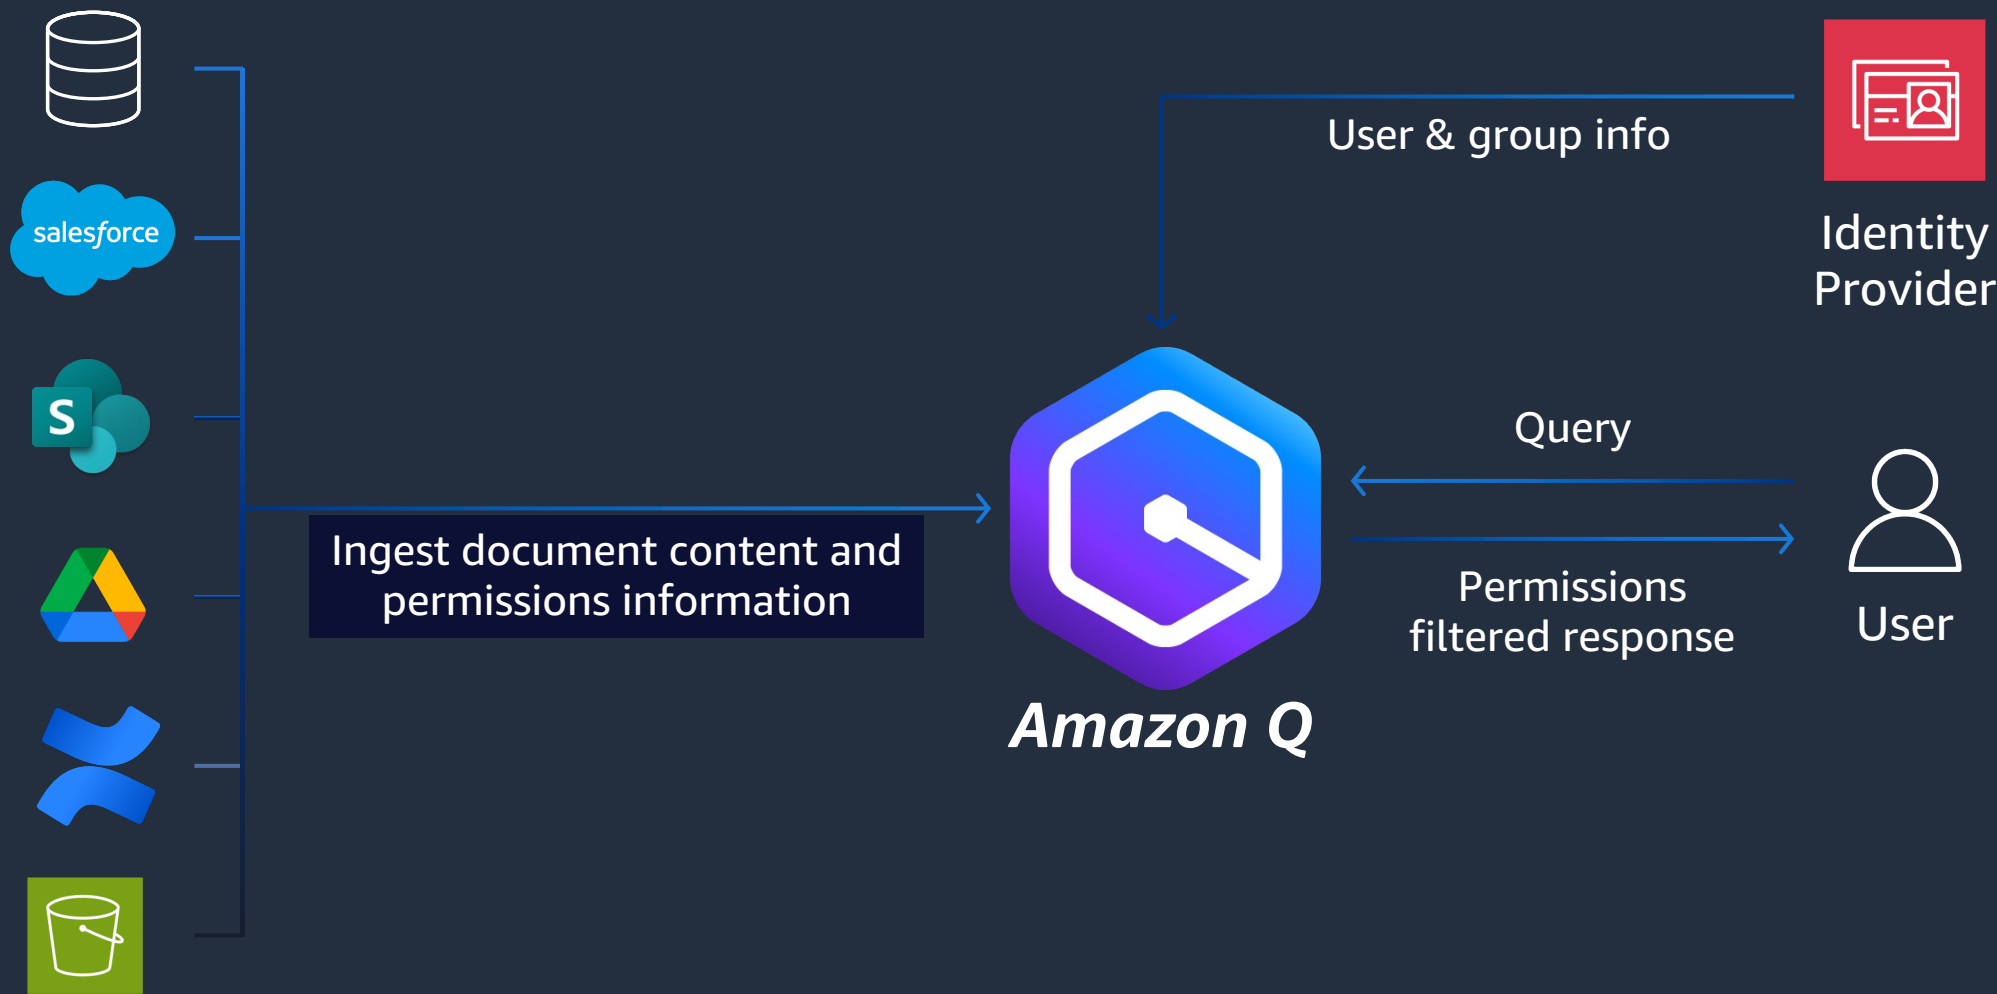 salesforce
S
Ingest document content and
permissions information
User & group info
Identity
Provider
Query
Permissions
filtered response
User
Amazon Q